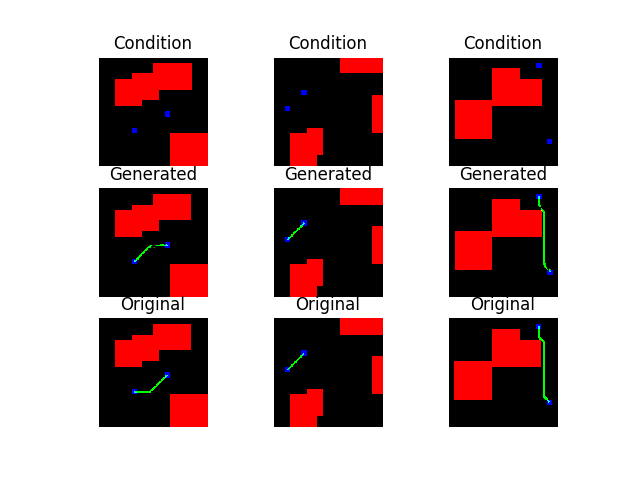 Condition Condition Condition
Generated Generated Generated
Original Original Original